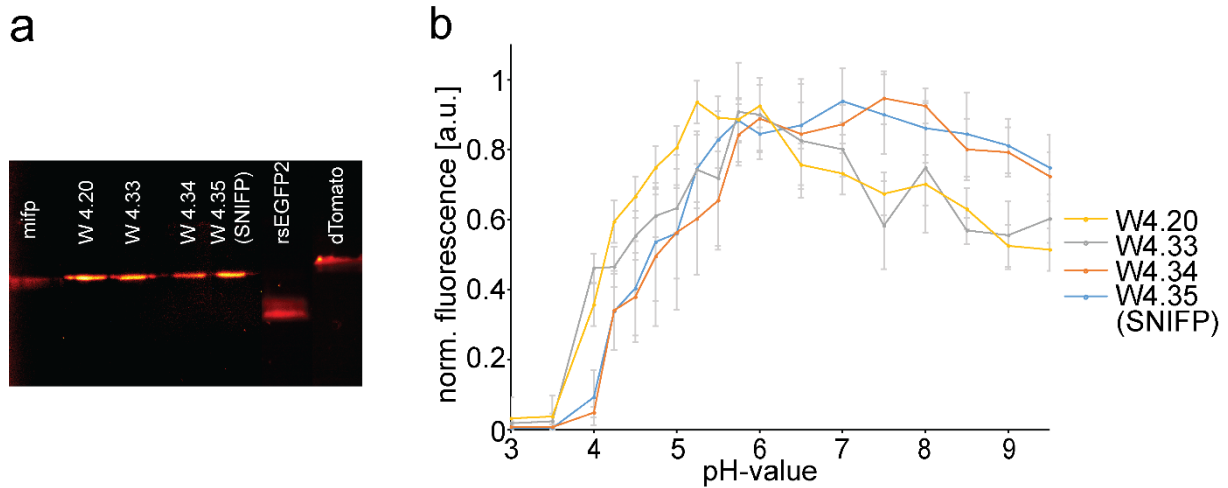 a
mifp
W 4.20
W 4.33
W 4.34
W 4.35
(SNIFP)
rsEGFP2
dTomato
b
norm. fluorescence [a.u.]
1
0.8
0.6
0.4
0.2
0
3
4
5
6
7
8
9
pH-value
W4.20
W4.33
W4.34
W4.35
(SNIFP)